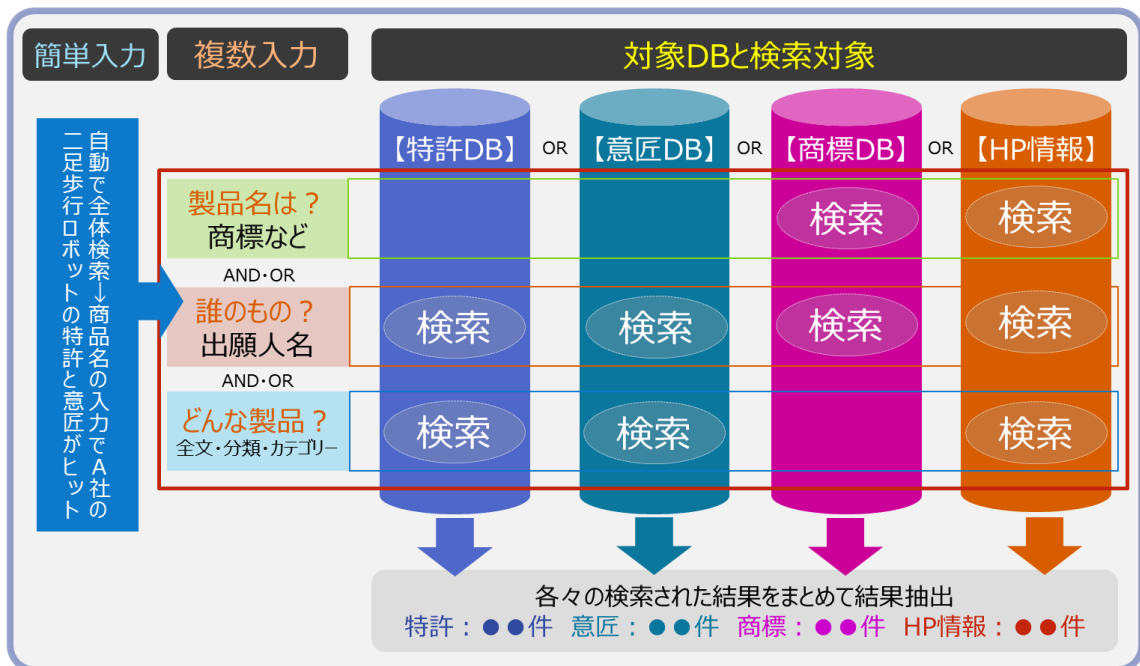 簡単入力
複数入力
対象DBと検索対象
自動で全体検索→商品名の入力でA社の
二足歩行ロボットの特許と意匠がヒット
【特許DB】 OR 【意匠DB】 OR 【商標DB】 OR 【HP情報】
製品名は？
商標など
検索 検索
AND・OR
誰のもの？
出願人名
検索 検索 検索 検索
AND・OR
どんな製品？
全文・分類・カテゴリー
検索 検索 検索
各々の検索された結果をまとめて結果抽出
特許：●●件 意匠：●●件 商標：●●件 HP情報：●●件